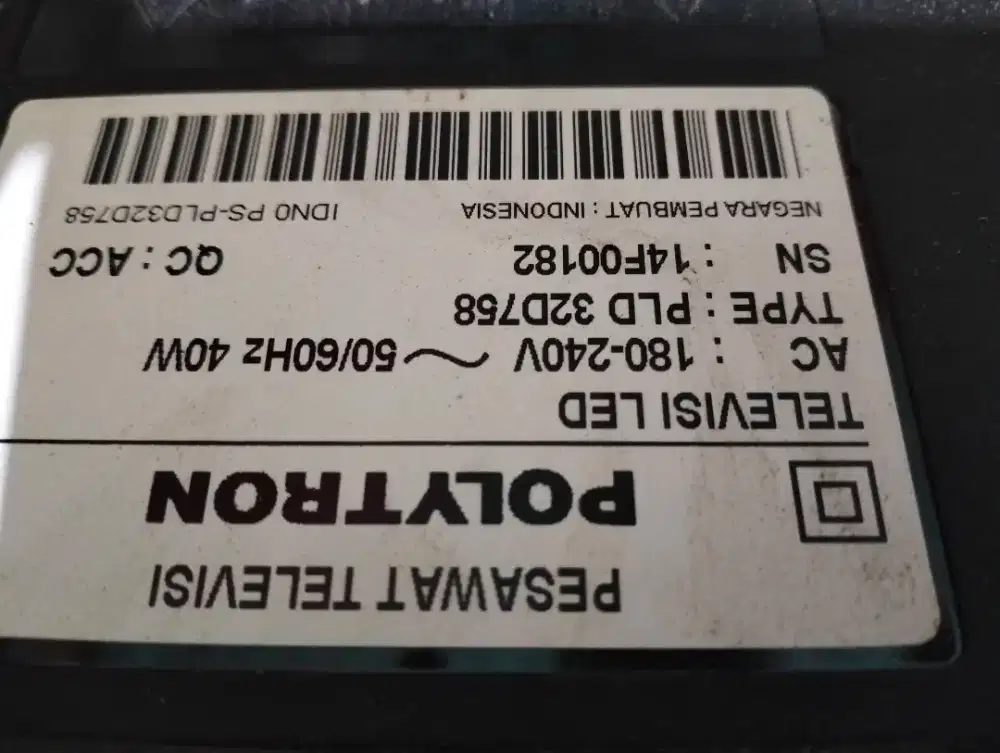 PESAWAT TELEVISI
POLYTRON
TELEVISI LED
AC : 180-240V ~ 50/60Hz 40W
TYPE : PLD 32D758
SN : 14F00182 QC : ACC
NEGARA PEMBUAT : INDONESIA IDN0 PS-PLD32D758